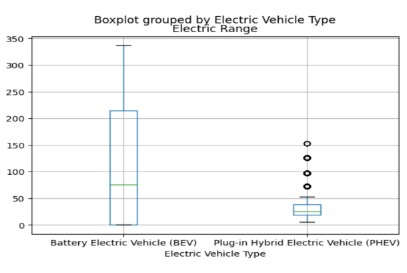 Boxplot grouped by Electric Vehicle Type
Electric Range
350
300
250
200
150
100
50
0
Battery Electric Vehicle (BEV)
Plug-in Hybrid Electric Vehicle (PHEV)
Electric Vehicle Type